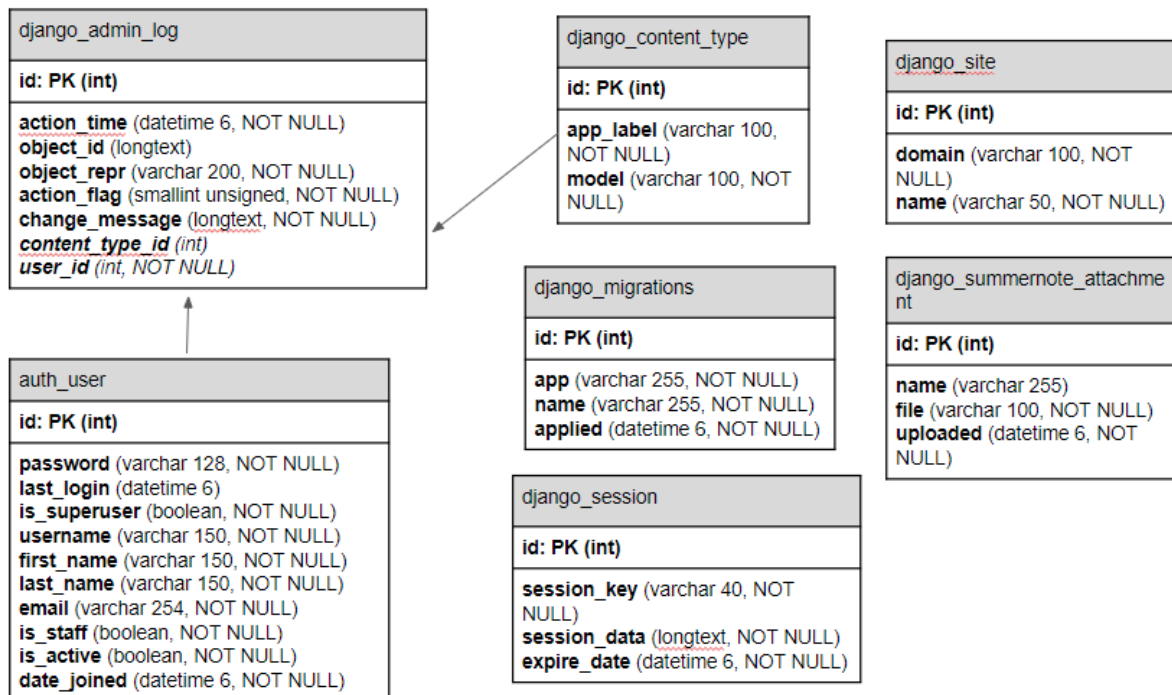 django_admin_log
id: PK (int)
action_time (datetime 6, NOT NULL)
object_id (longtext)
object_repr (varchar 200, NOT NULL)
action_flag (smallint unsigned, NOT NULL)
change_message (longtext, NOT NULL)
content_type_id (int)
user_id (int, NOT NULL)
django_content_type
id: PK (int)
app_label (varchar 100,
NOT NULL)
model (varchar 100, NOT
NULL)
django_site
id: PK (int)
domain (varchar 100, NOT
NULL)
name (varchar 50, NOT NULL)
auth_user
id: PK (int)
password (varchar 128, NOT NULL)
last_login (datetime 6)
is_superuser (boolean, NOT NULL)
username (varchar 150, NOT NULL)
first_name (varchar 150, NOT NULL)
last_name (varchar 150, NOT NULL)
email (varchar 254, NOT NULL)
is_staff (boolean, NOT NULL)
is_active (boolean, NOT NULL)
date_joined (datetime 6, NOT NULL)
django_migrations
id: PK (int)
app (varchar 255, NOT NULL)
name (varchar 255, NOT NULL)
applied (datetime 6, NOT NULL)
django_summernote_attachme
nt
id: PK (int)
name (varchar 255)
file (varchar 100, NOT NULL)
uploaded (datetime 6, NOT
NULL)
django_session
id: PK (int)
session_key (varchar 40, NOT
NULL)
session_data (longtext, NOT NULL)
expire_date (datetime 6, NOT NULL)